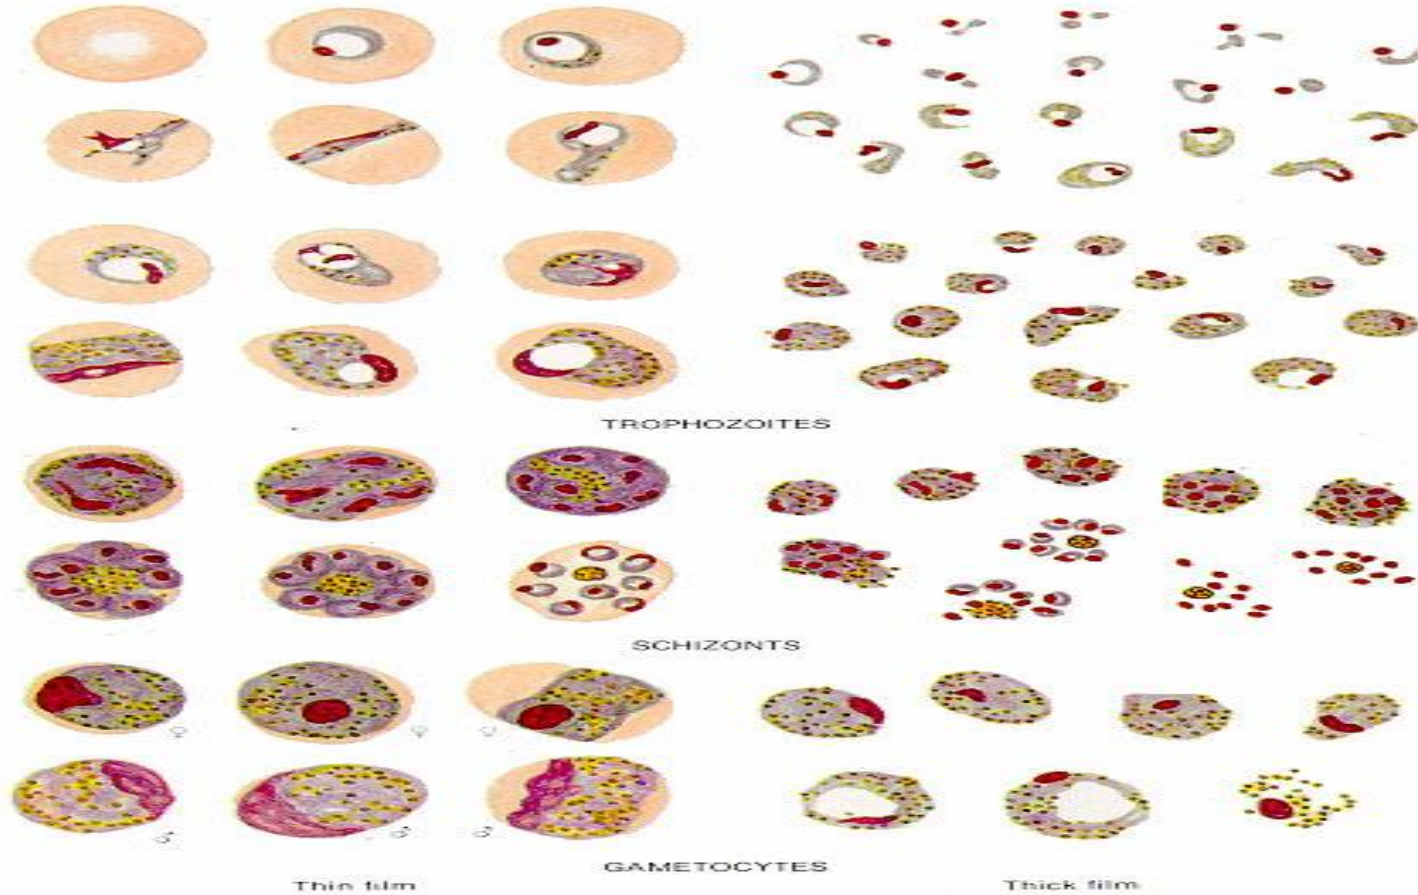 TROPHOZOITES
SCHIZONTS
♀ ♀ ♀
♂ ♂ ♂
GAMETOCYTES
Thin film Thick film